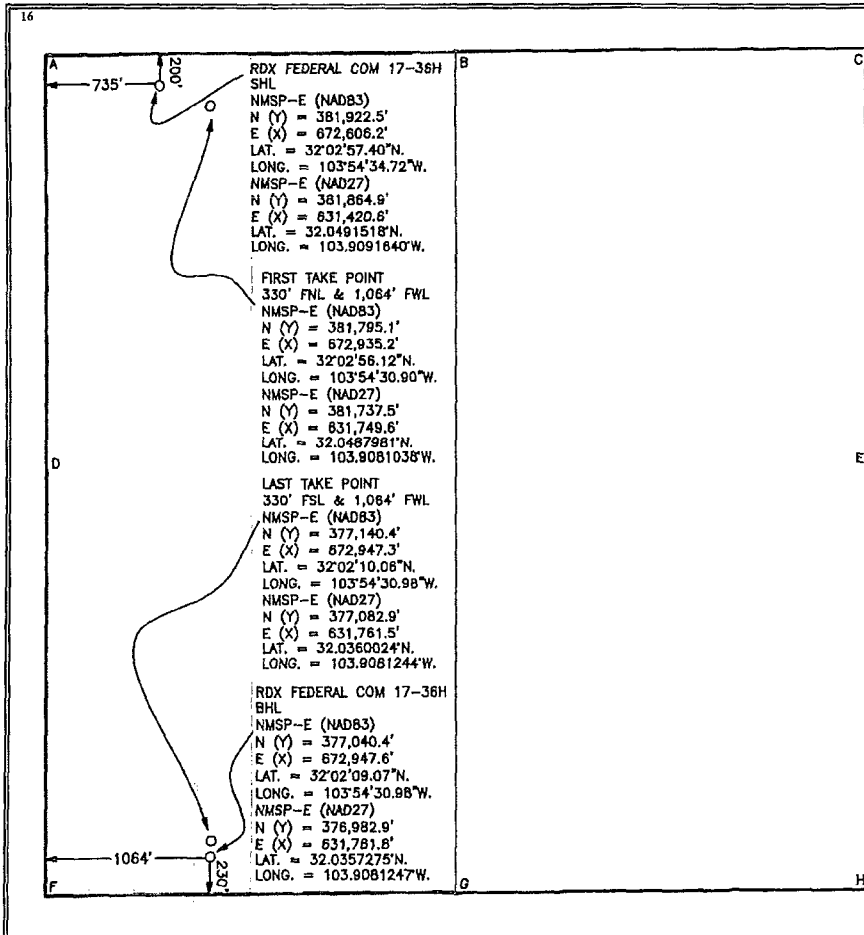 16
A
B
C
200'
735'
RDX FEDERAL COM 17-36H
SHL
NMSP-E (NAD83)
N (Y) = 381,922.5'
E (X) = 672,606.2'
LAT. = 32°02'57.40"N.
LONG. = 103°54'34.72"W.
NMSP-E (NAD27)
N (Y) = 381,864.9'
E (X) = 631,420.6'
LAT. = 32.0491518°N.
LONG. = 103.9091640°W.
FIRST TAKE POINT
330' FNL & 1,064' FWL
NMSP-E (NAD83)
N (Y) = 381,795.1'
E (X) = 672,935.2'
LAT. = 32°02'56.12"N.
LONG. = 103°54'30.90"W.
NMSP-E (NAD27)
N (Y) = 381,737.5'
E (X) = 631,749.6'
LAT. = 32.0487981°N.
LONG. = 103.9081038°W.
D
E
LAST TAKE POINT
330' FSL & 1,064' FWL
NMSP-E (NAD83)
N (Y) = 377,140.4'
E (X) = 672,947.3'
LAT. = 32°02'10.06"N.
LONG. = 103°54'30.98"W.
NMSP-E (NAD27)
N (Y) = 377,082.9'
E (X) = 631,761.5'
LAT. = 32.0360024°N.
LONG. = 103.9081244°W.
RDX FEDERAL COM 17-36H
BHL
NMSP-E (NAD83)
N (Y) = 377,040.4'
E (X) = 672,947.6'
LAT. = 32°02'09.07"N.
LONG. = 103°54'30.98"W.
NMSP-E (NAD27)
N (Y) = 376,982.9'
E (X) = 631,761.8'
LAT. = 32.0357275°N.
LONG. = 103.9081247°W.
1064'
230'
F
G
H